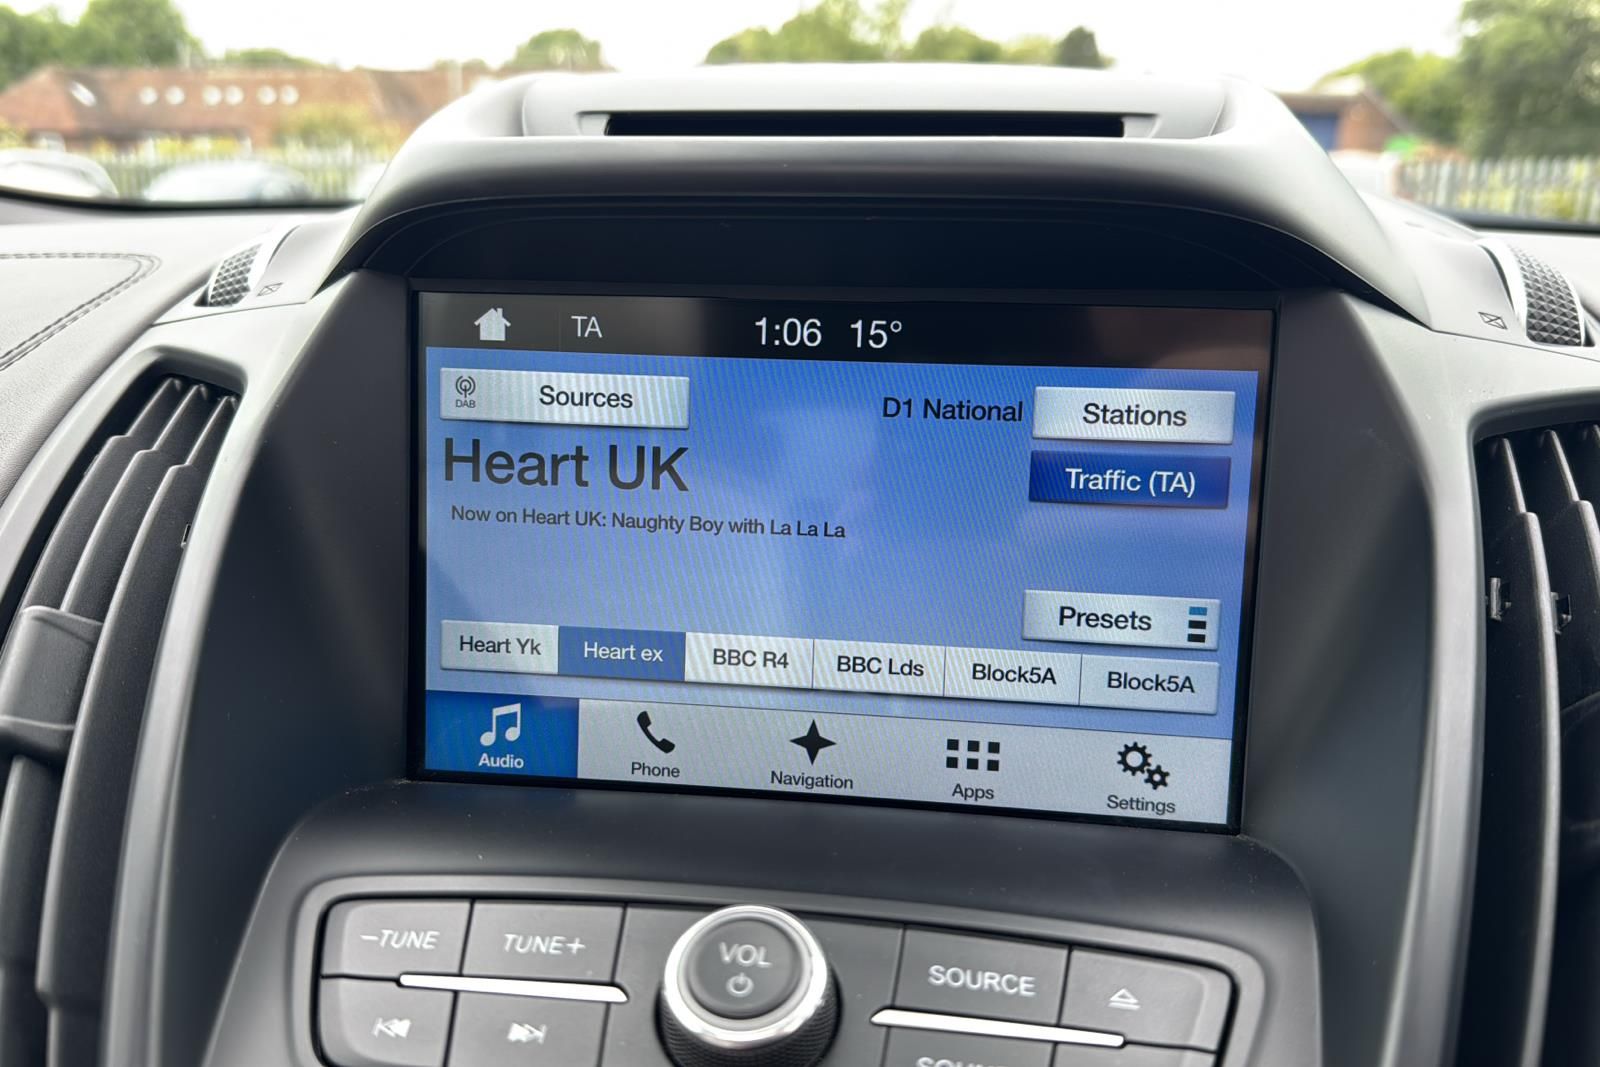 TA 1:06 15°
DAB Sources D1 National Stations
Heart UK
Traffic (TA)
Now on Heart UK: Naughty Boy with La La La
Presets
Heart Yk Heart ex BBC R4 BBC Lds Block5A Block5A
Audio Phone Navigation Apps Settings
–TUNE TUNE+ VOL SOURCE